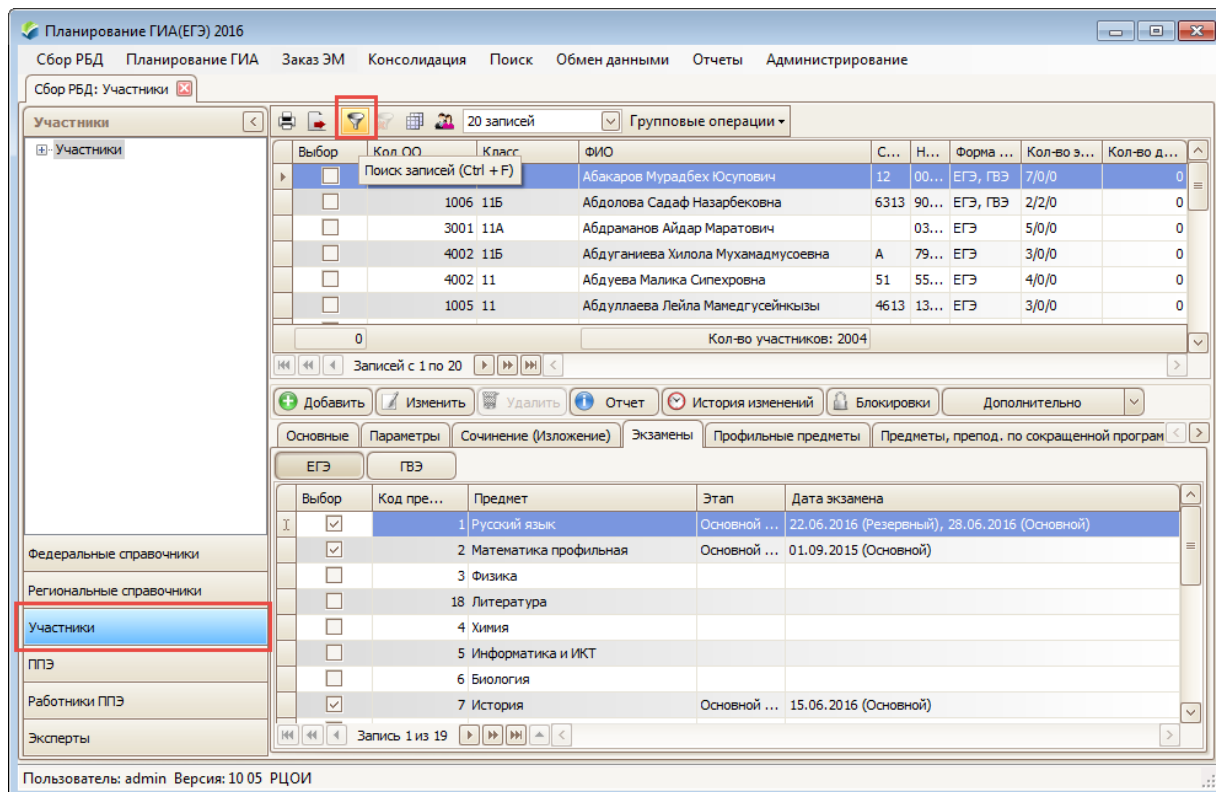 Планирование ГИА(ЕГЭ) 2016
Сбор РБД Планирование ГИА Заказ ЭМ Консолидация Поиск Обмен данными Отчеты Администрирование
Сбор РБД: Участники
Участники
20 записей Групповые операции
Участники
Выбор Код ОО Класс ФИО С... Н... Форма ... Кол-во э... Кол-во д...
Поиск записей (Ctrl + F)
Абакаров Мурадбех Юсупович 12 00... ЕГЭ, ГВЭ 7/0/0 0
1006 11Б Абдолова Садаф Назарбековна 6313 90... ЕГЭ, ГВЭ 2/2/0 0
3001 11А Абдраманов Айдар Маратович 03... ЕГЭ 5/0/0 0
4002 11Б Абдуганиева Хилола Мухамадмусоевна А 79... ЕГЭ 3/0/0 0
4002 11 Абдуева Малика Сипехровна 51 55... ЕГЭ 4/0/0 0
1005 11 Абдуллаева Лейла Мамедгусейнкызы 4613 13... ЕГЭ 3/0/0 0
0 Кол-во участников: 2004
Записей с 1 по 20
Добавить Изменить Удалить Отчет История изменений Блокировки Дополнительно
Основные Параметры Сочинение (Изложение) Экзамены Профильные предметы Предметы, препод. по сокращенной програм
ЕГЭ ГВЭ
Выбор Код пре... Предмет Этап Дата экзамена
1 Русский язык Основной ... 22.06.2016 (Резервный), 28.06.2016 (Основной)
2 Математика профильная Основной ... 01.09.2015 (Основной)
3 Физика
18 Литература
4 Химия
5 Информатика и ИКТ
6 Биология
7 История Основной ... 15.06.2016 (Основной)
Запись 1 из 19
Федеральные справочники
Региональные справочники
Участники
ППЭ
Работники ППЭ
Эксперты
Пользователь: admin Версия: 10 05 РЦОИ